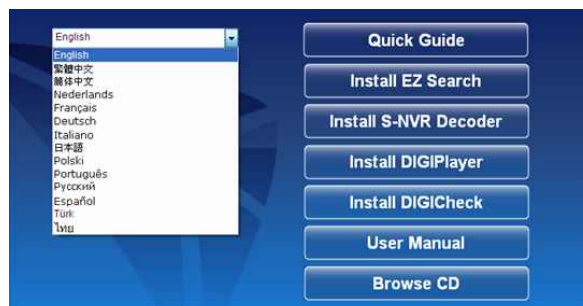 English
English
繁體中文
简体中文
Nederlands
Français
Deutsch
Italiano
日本語
Polski
Português
Русский
Español
Türk
ไทย
Quick Guide
Install EZ Search
Install S-NVR Decoder
Install DIGIPlayer
Install DIGICheck
User Manual
Browse CD